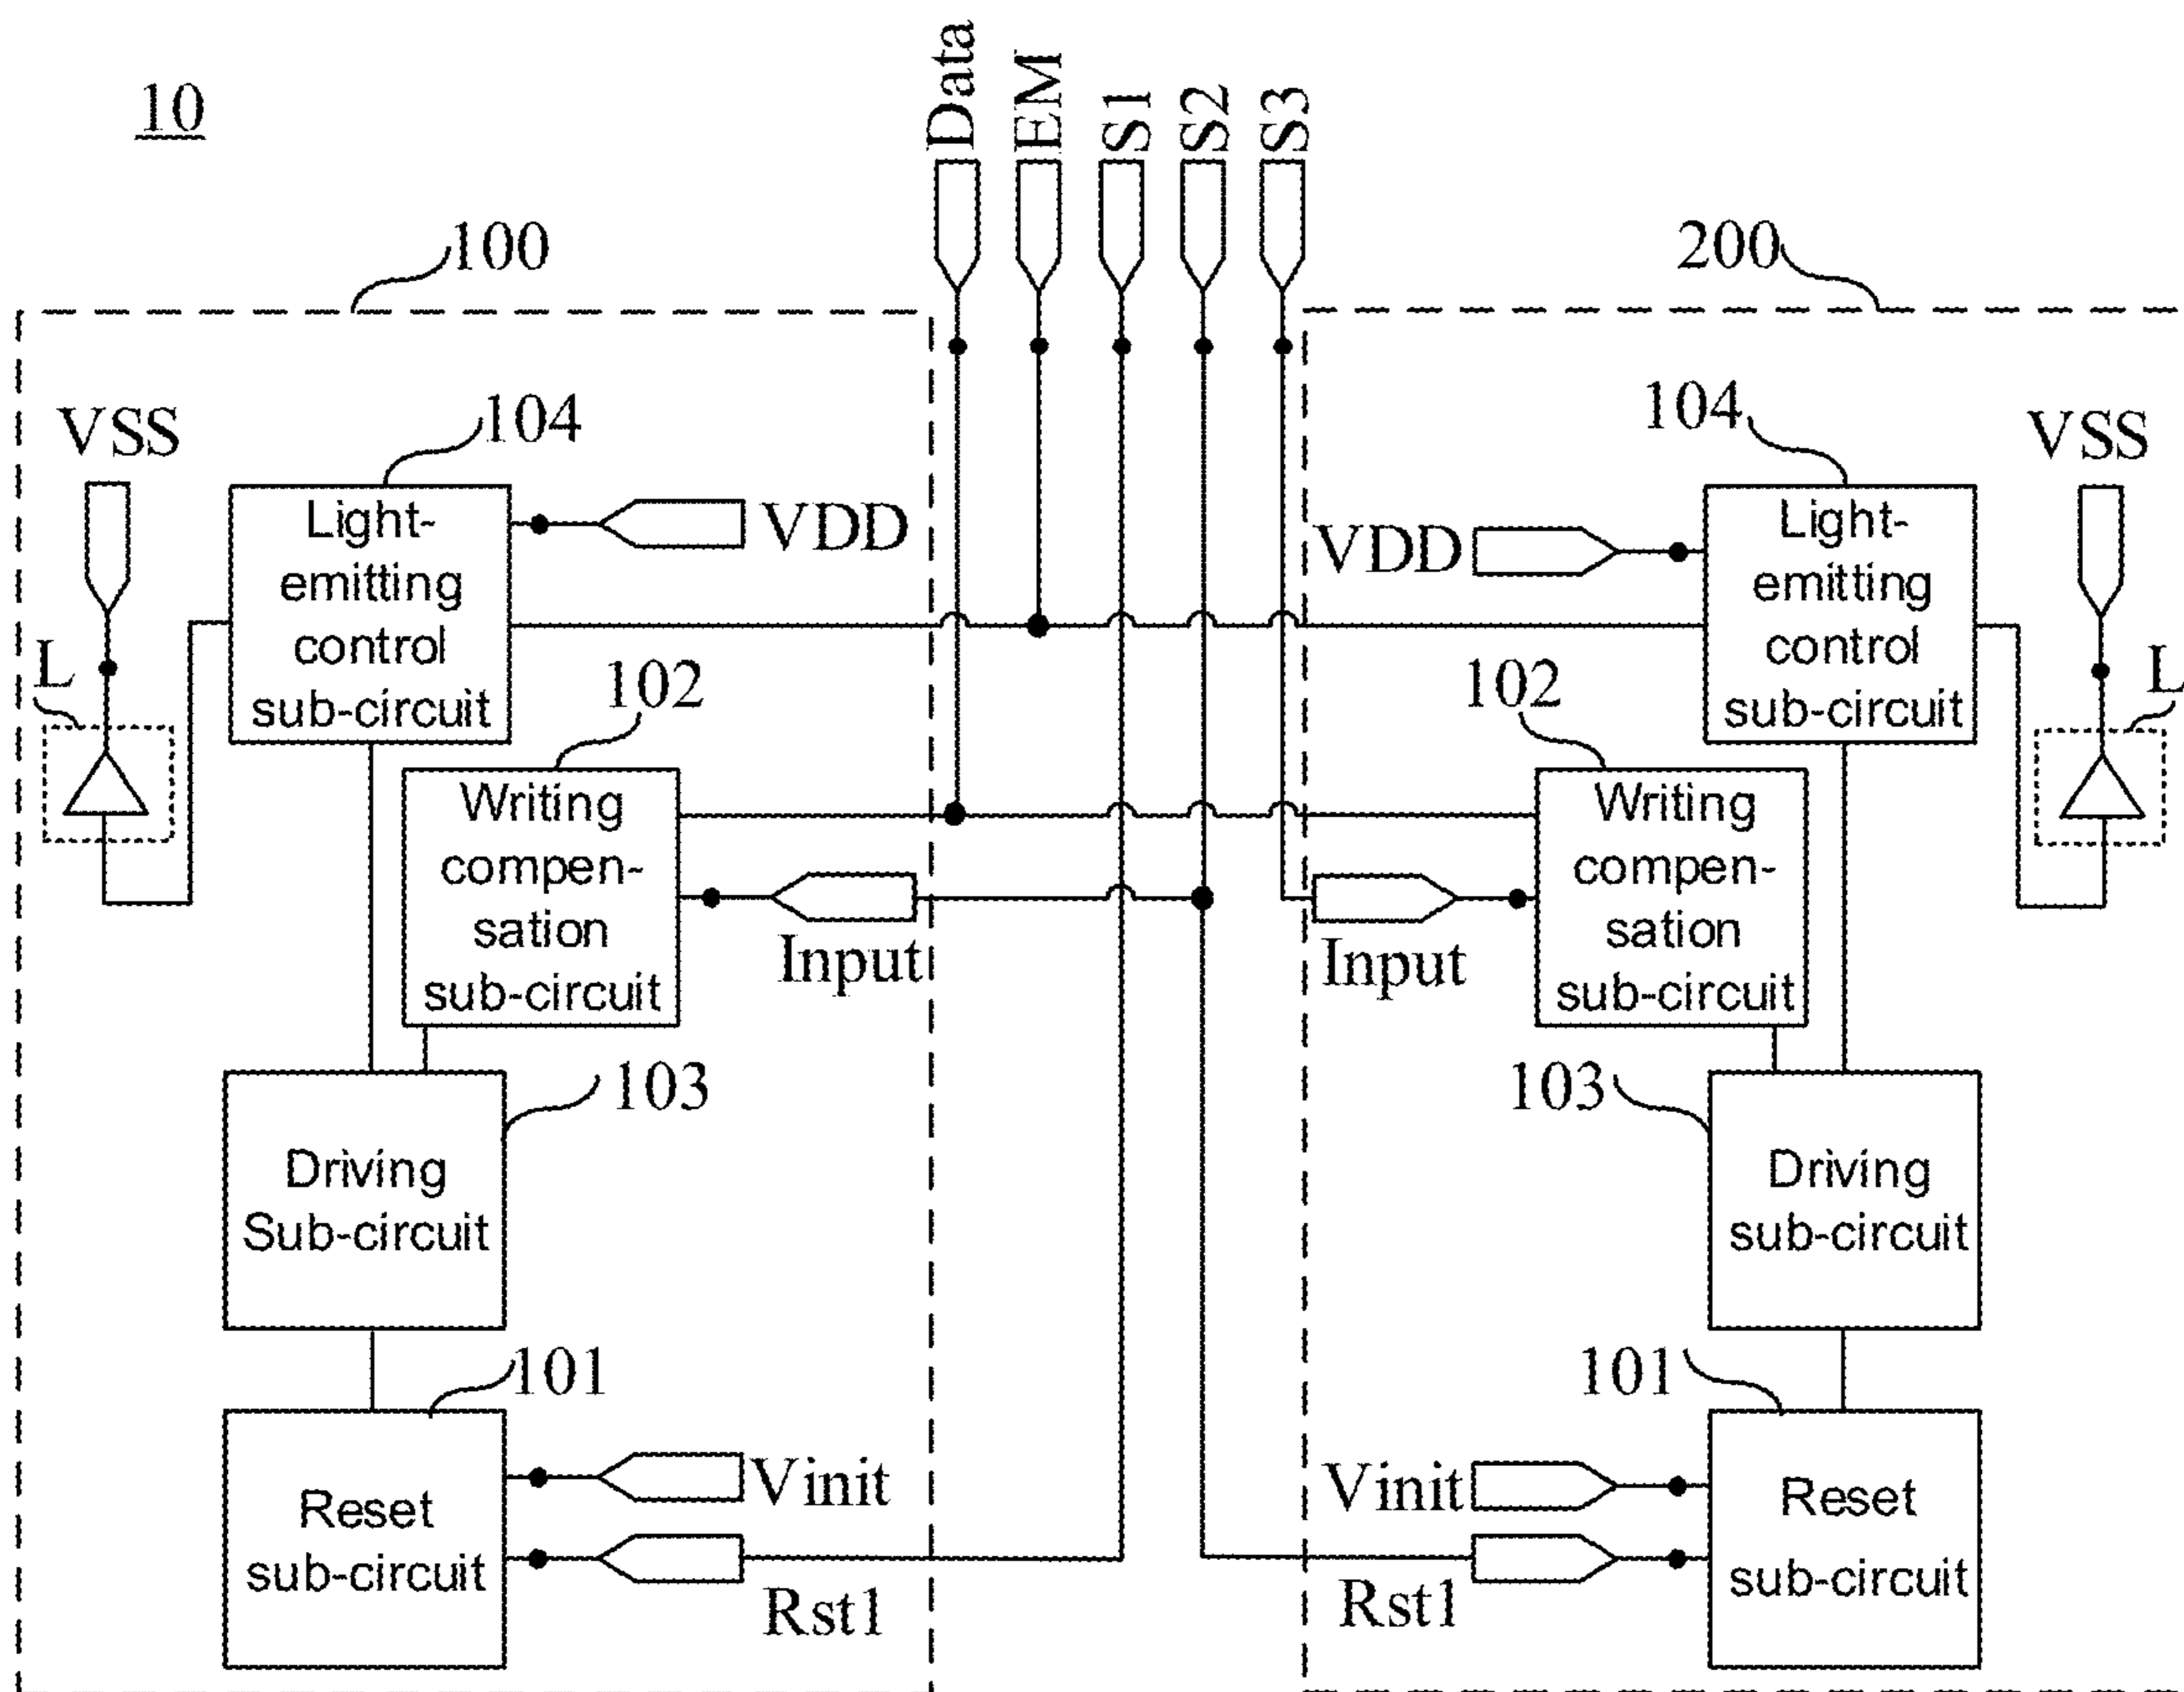 10
Data
EM
S1
S2
S3
100
200
VSS
104
VDD
Light-
emitting
control
sub-circuit
L
102
Writing
compen-
sation
sub-circuit
Input
103
Driving
Sub-circuit
101
Reset
sub-circuit
Vinit
Rst1
104
VSS
VDD
Light-
emitting
control
sub-circuit
L
102
Writing
compen-
sation
sub-circuit
Input
103
Driving
sub-circuit
101
Vinit
Reset
sub-circuit
Rst1